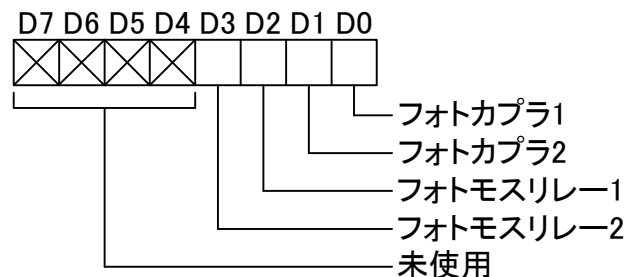 D7 D6 D5 D4 D3 D2 D1 D0
フォトカプラ1
フォトカプラ2
フォトモスリレー1
フォトモスリレー2
未使用